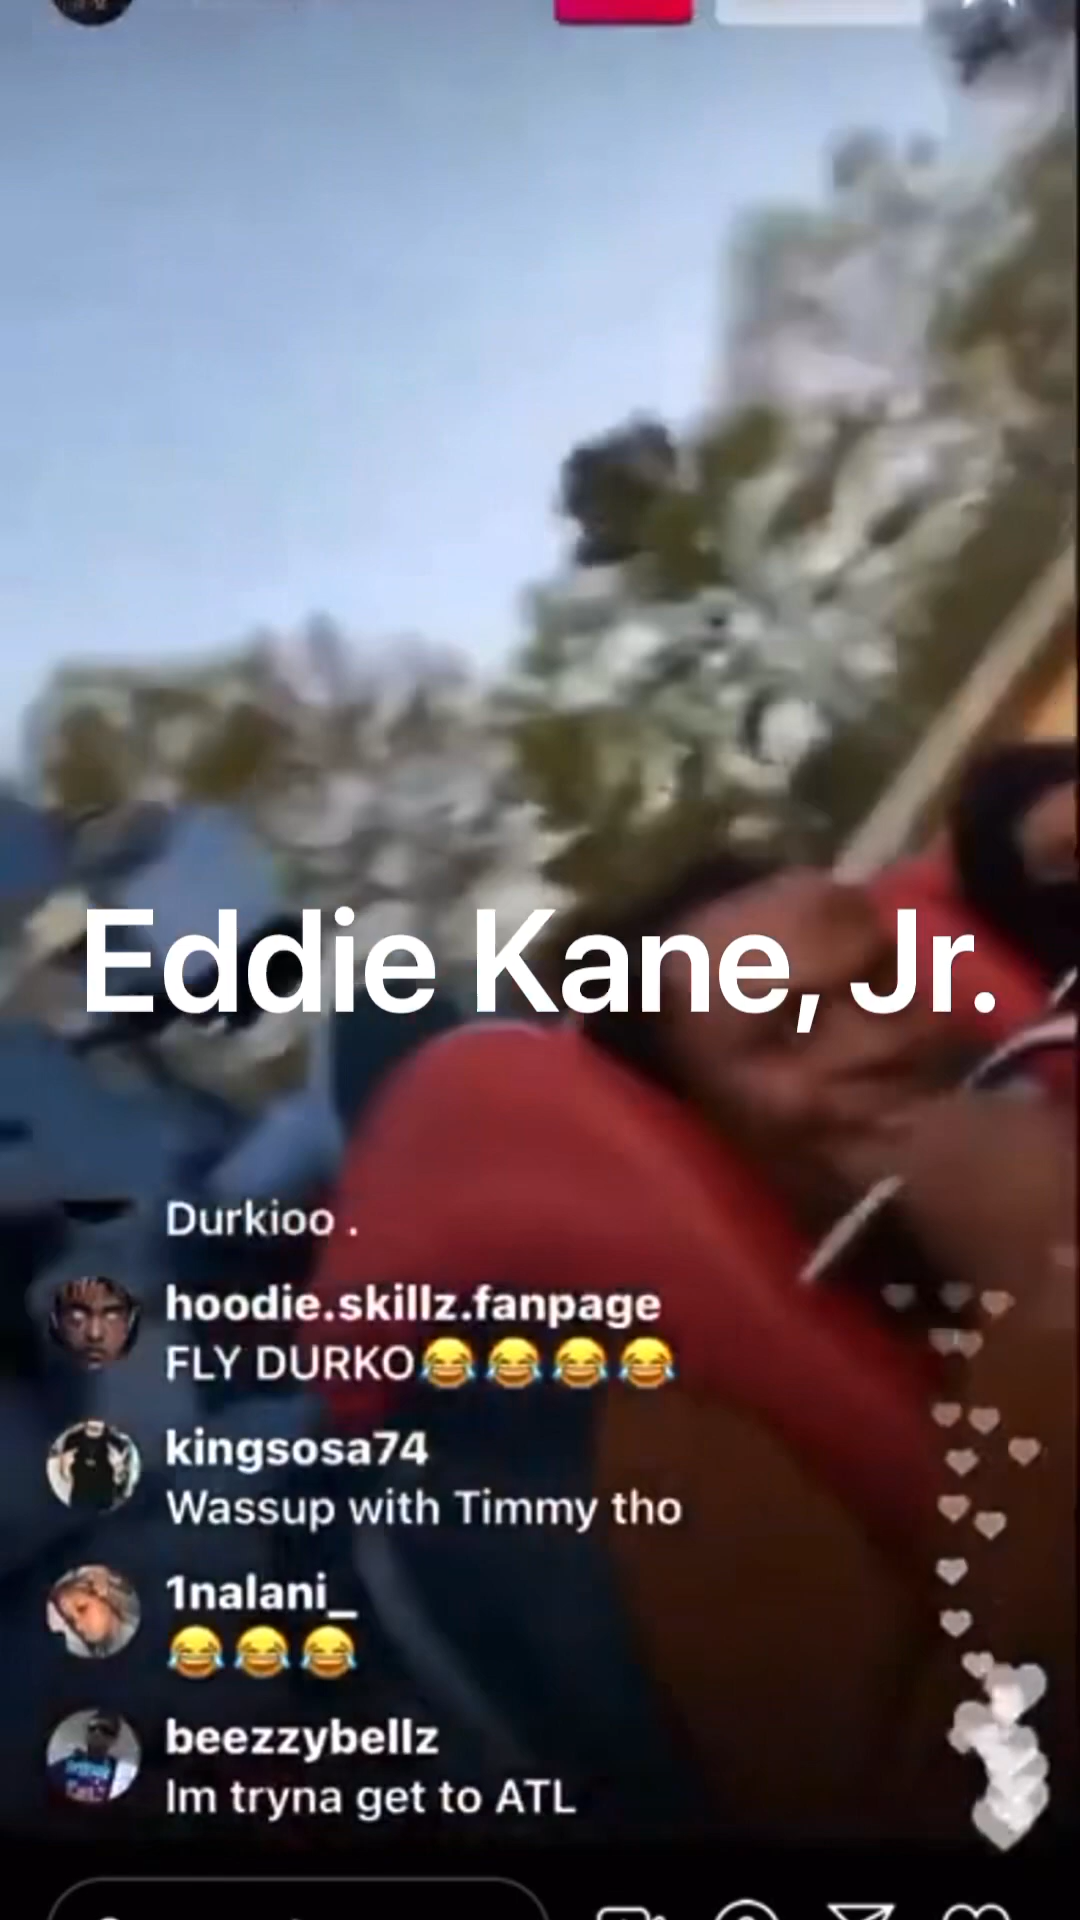 Eddie Kane, Jr.
Durkioo .
hoodie.skillz.fanpage
FLY DURKO😂😂😂😂
kingsosa74
Wassup with Timmy tho
1nalani_
😂😂😂
beezzybellz
Im tryna get to ATL